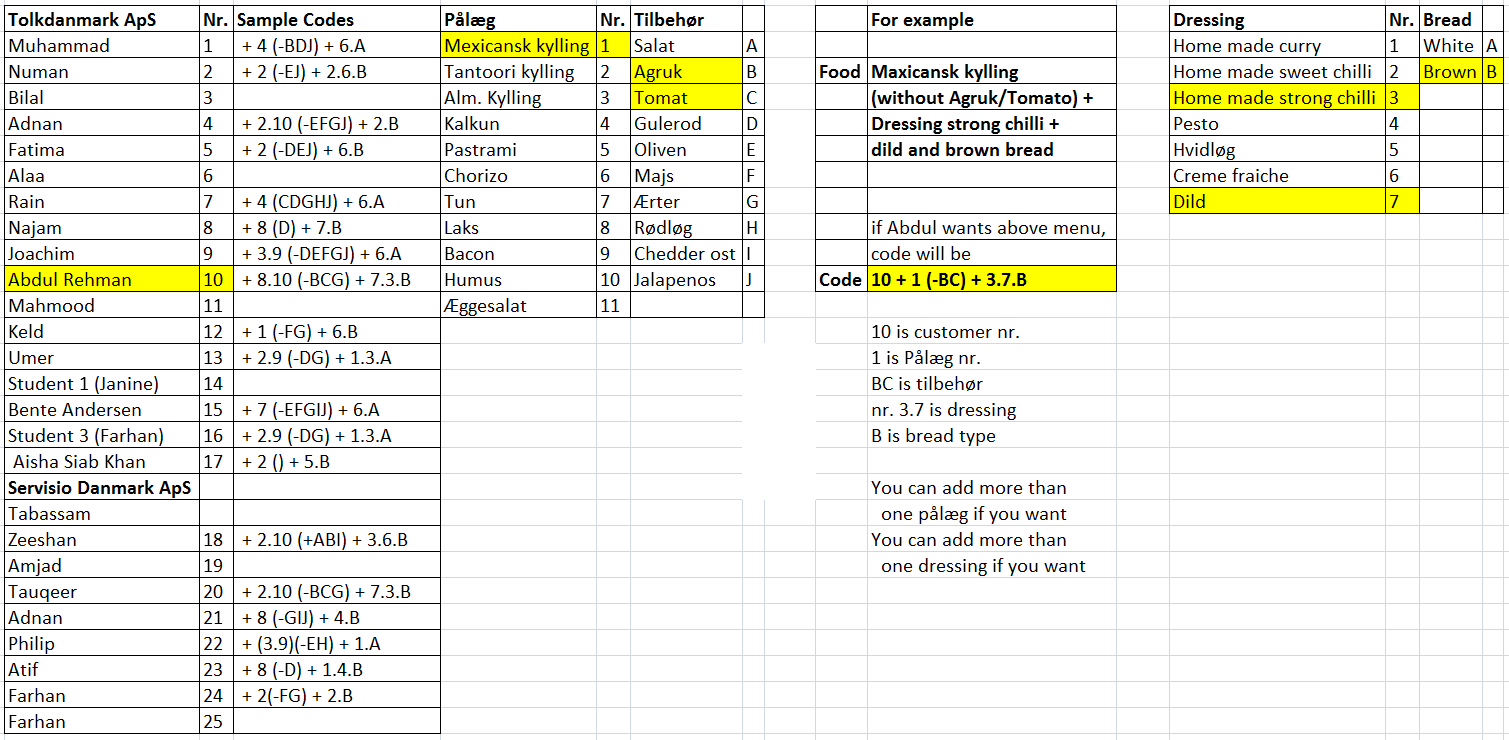 Tolkdanmark ApS Nr. Sample Codes Pålæg Nr. Tilbehør For example Dressing Nr. Bread
Muhammad 1 + 4 (-BDJ) + 6.A Mexicansk kylling 1 Salat A Home made curry 1 White A
Numan 2 + 2 (-EJ) + 2.6.B Tantoori kylling 2 Agruk B Food Maxicansk kylling Home made sweet chilli 2 Brown B
Bilal 3 Alm. Kylling 3 Tomat C (without Agruk/Tomato) + Home made strong chilli 3
Adnan 4 + 2.10 (-EFGJ) + 2.B Kalkun 4 Gulerod D Dressing strong chilli + Pesto 4
Fatima 5 + 2 (-DEJ) + 6.B Pastrami 5 Oliven E dild and brown bread Hvidløg 5
Alaa 6 Chorizo 6 Majs F Creme fraiche 6
Rain 7 + 4 (CDGHJ) + 6.A Tun 7 Ærter G Dild 7
Najam 8 + 8 (D) + 7.B Laks 8 Rødløg H if Abdul wants above menu,
Joachim 9 + 3.9 (-DEFGJ) + 6.A Bacon 9 Chedder ost I code will be
Abdul Rehman 10 + 8.10 (-BCG) + 7.3.B Humus 10 Jalapenos J Code 10 + 1 (-BC) + 3.7.B
Mahmood 11 Æggesalat 11
Keld 12 + 1 (-FG) + 6.B 10 is customer nr.
Umer 13 + 2.9 (-DG) + 1.3.A 1 is Pålæg nr.
Student 1 (Janine) 14 BC is tilbehør
Bente Andersen 15 + 7 (-EFGIJ) + 6.A nr. 3.7 is dressing
Student 3 (Farhan) 16 + 2.9 (-DG) + 1.3.A B is bread type
Aisha Siab Khan 17 + 2 () + 5.B
Servisio Danmark ApS You can add more than
Tabassam one pålæg if you want
Zeeshan 18 + 2.10 (+ABI) + 3.6.B You can add more than
Amjad 19 one dressing if you want
Tauqeer 20 + 2.10 (-BCG) + 7.3.B
Adnan 21 + 8 (-GIJ) + 4.B
Philip 22 + (3.9)(-EH) + 1.A
Atif 23 + 8 (-D) + 1.4.B
Farhan 24 + 2(-FG) + 2.B
Farhan 25